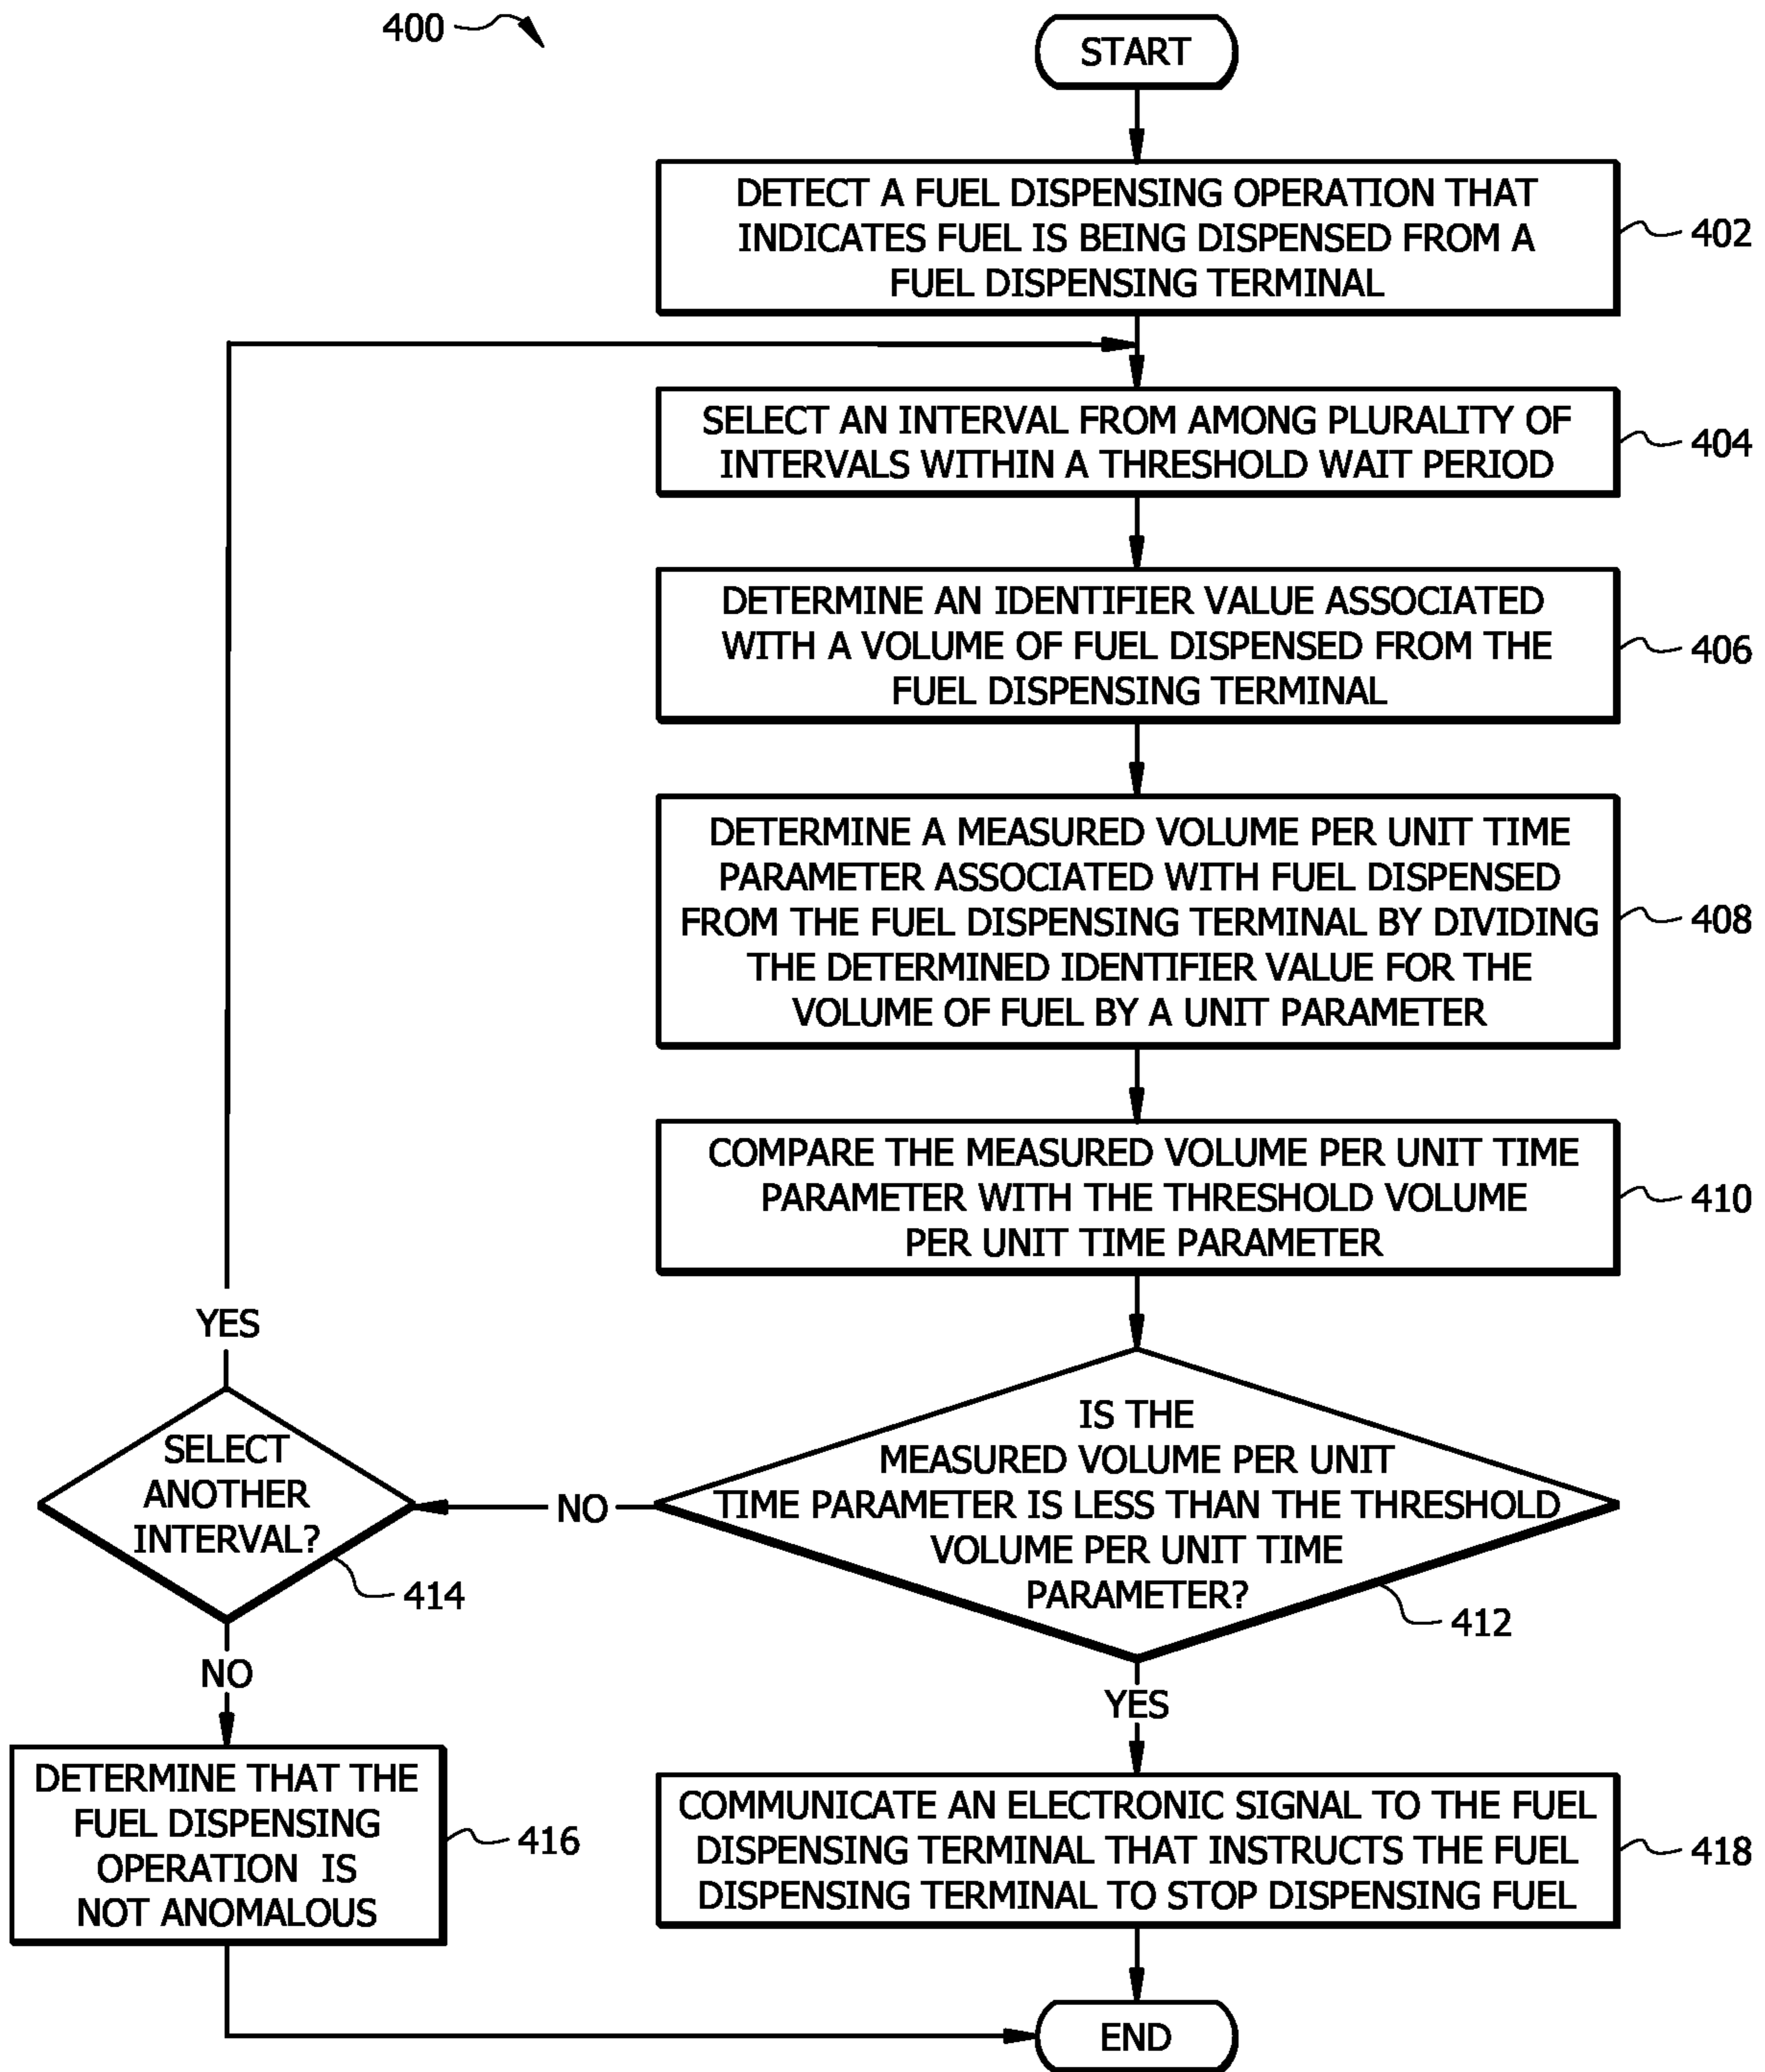 400
START
DETECT A FUEL DISPENSING OPERATION THAT
INDICATES FUEL IS BEING DISPENSED FROM A
FUEL DISPENSING TERMINAL
402
SELECT AN INTERVAL FROM AMONG PLURALITY OF
INTERVALS WITHIN A THRESHOLD WAIT PERIOD
404
DETERMINE AN IDENTIFIER VALUE ASSOCIATED
WITH A VOLUME OF FUEL DISPENSED FROM THE
FUEL DISPENSING TERMINAL
406
DETERMINE A MEASURED VOLUME PER UNIT TIME
PARAMETER ASSOCIATED WITH FUEL DISPENSED
FROM THE FUEL DISPENSING TERMINAL BY DIVIDING
THE DETERMINED IDENTIFIER VALUE FOR THE
VOLUME OF FUEL BY A UNIT PARAMETER
408
COMPARE THE MEASURED VOLUME PER UNIT TIME
PARAMETER WITH THE THRESHOLD VOLUME
PER UNIT TIME PARAMETER
410
IS THE
MEASURED VOLUME PER UNIT
TIME PARAMETER IS LESS THAN THE THRESHOLD
VOLUME PER UNIT TIME
PARAMETER?
412
NO
YES
SELECT
ANOTHER
INTERVAL?
414
NO
DETERMINE THAT THE
FUEL DISPENSING
OPERATION IS
NOT ANOMALOUS
416
YES
COMMUNICATE AN ELECTRONIC SIGNAL TO THE FUEL
DISPENSING TERMINAL THAT INSTRUCTS THE FUEL
DISPENSING TERMINAL TO STOP DISPENSING FUEL
418
END